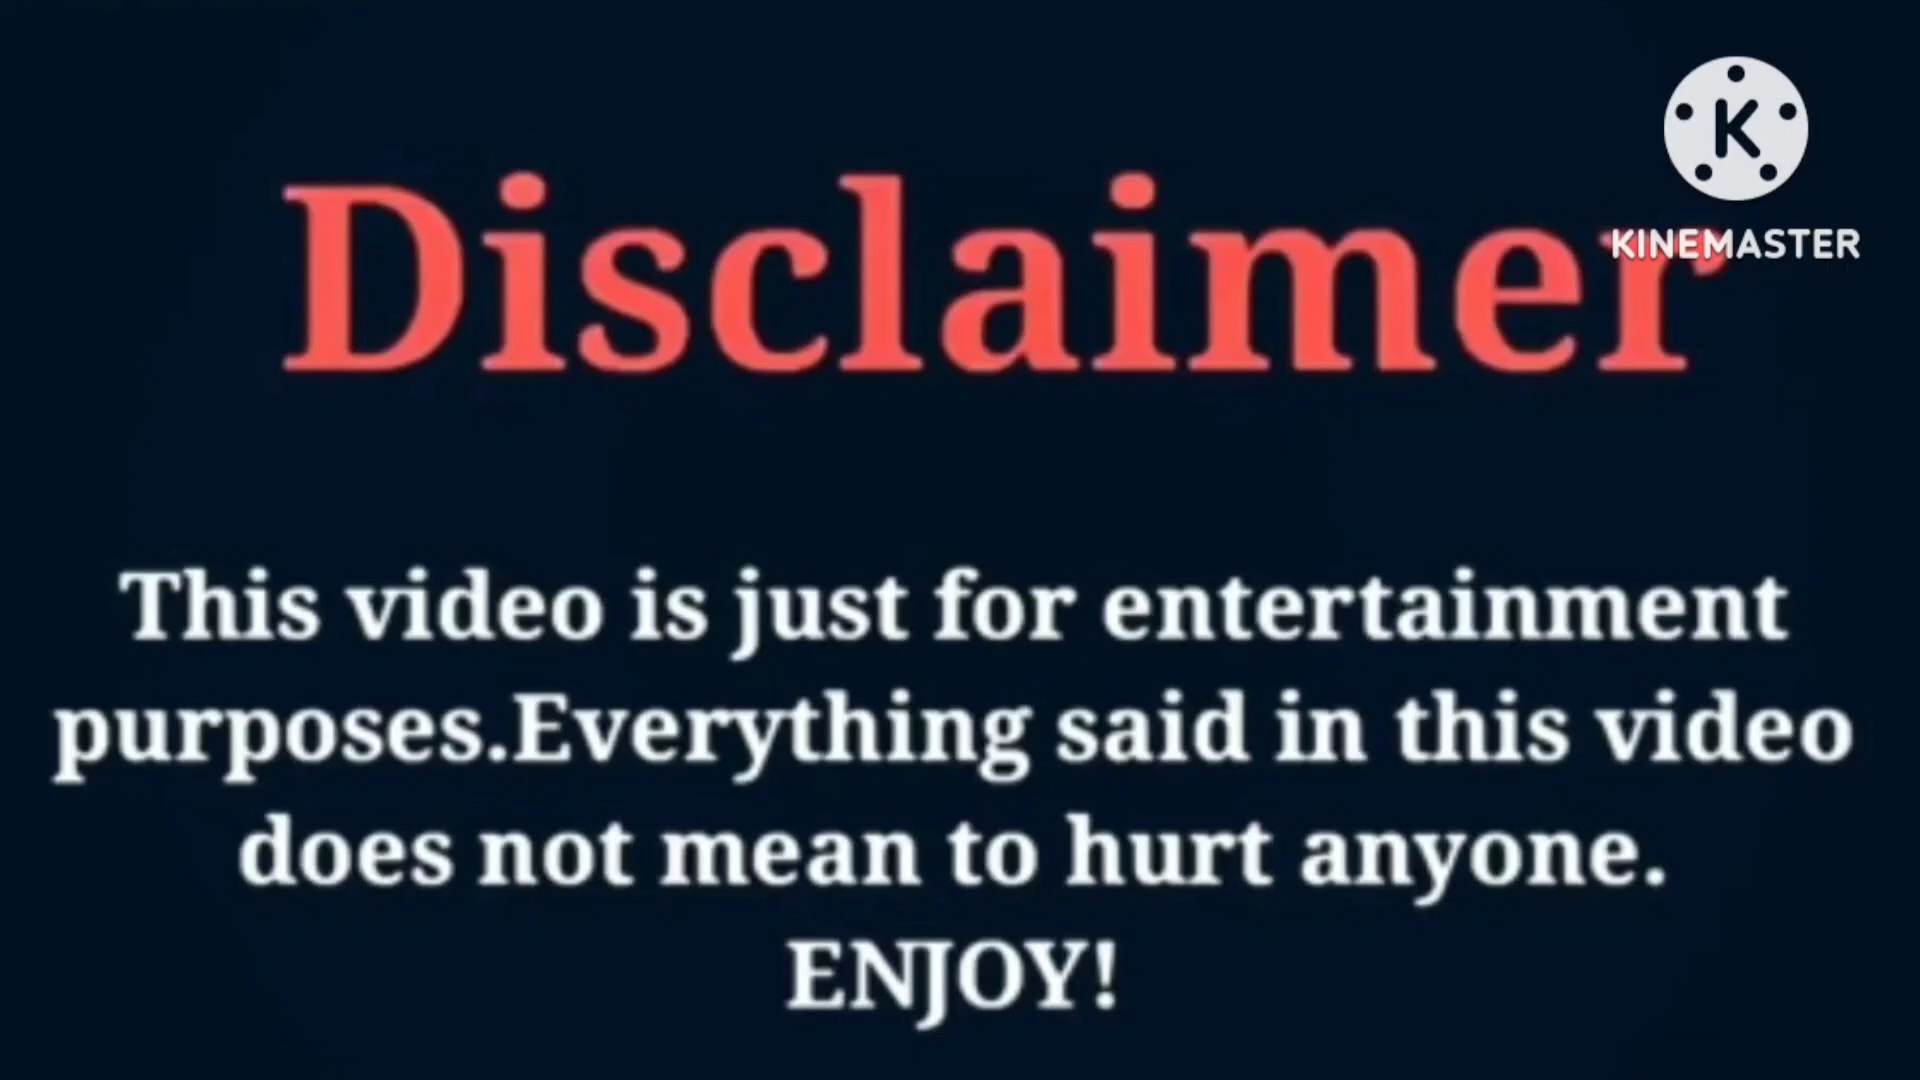 K
KINEMASTER
Disclaimer
This video is just for entertainment
purposes.Everything said in this video
does not mean to hurt anyone.
ENJOY!